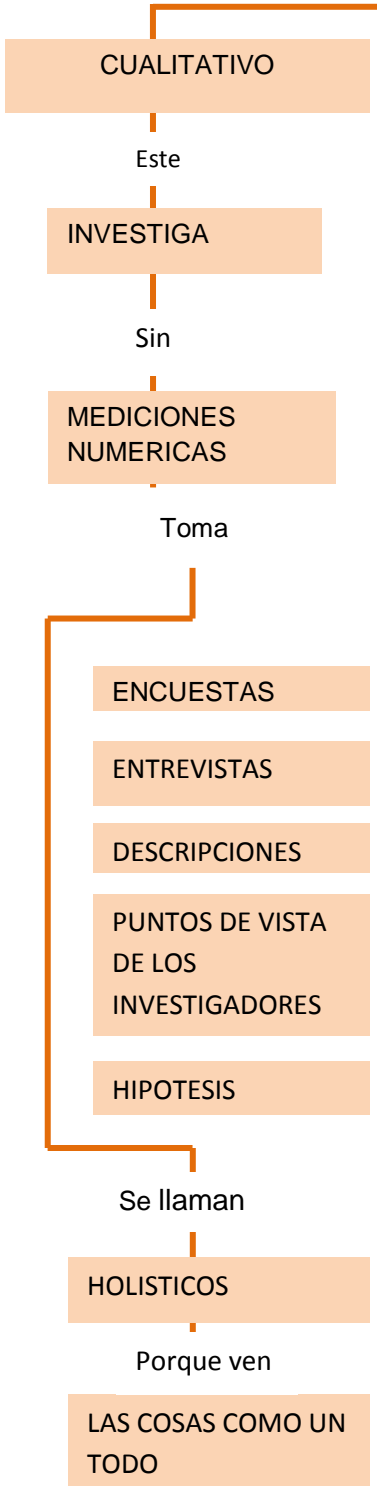 CUALITATIVO
Este
INVESTIGA
Sin
MEDICIONES
NUMERICAS
Toma
ENCUESTAS
ENTREVISTAS
DESCRIPCIONES
PUNTOS DE VISTA
DE LOS
INVESTIGADORES
HIPOTESIS
Se llaman
HOLISTICOS
Porque ven
LAS COSAS COMO UN
TODO